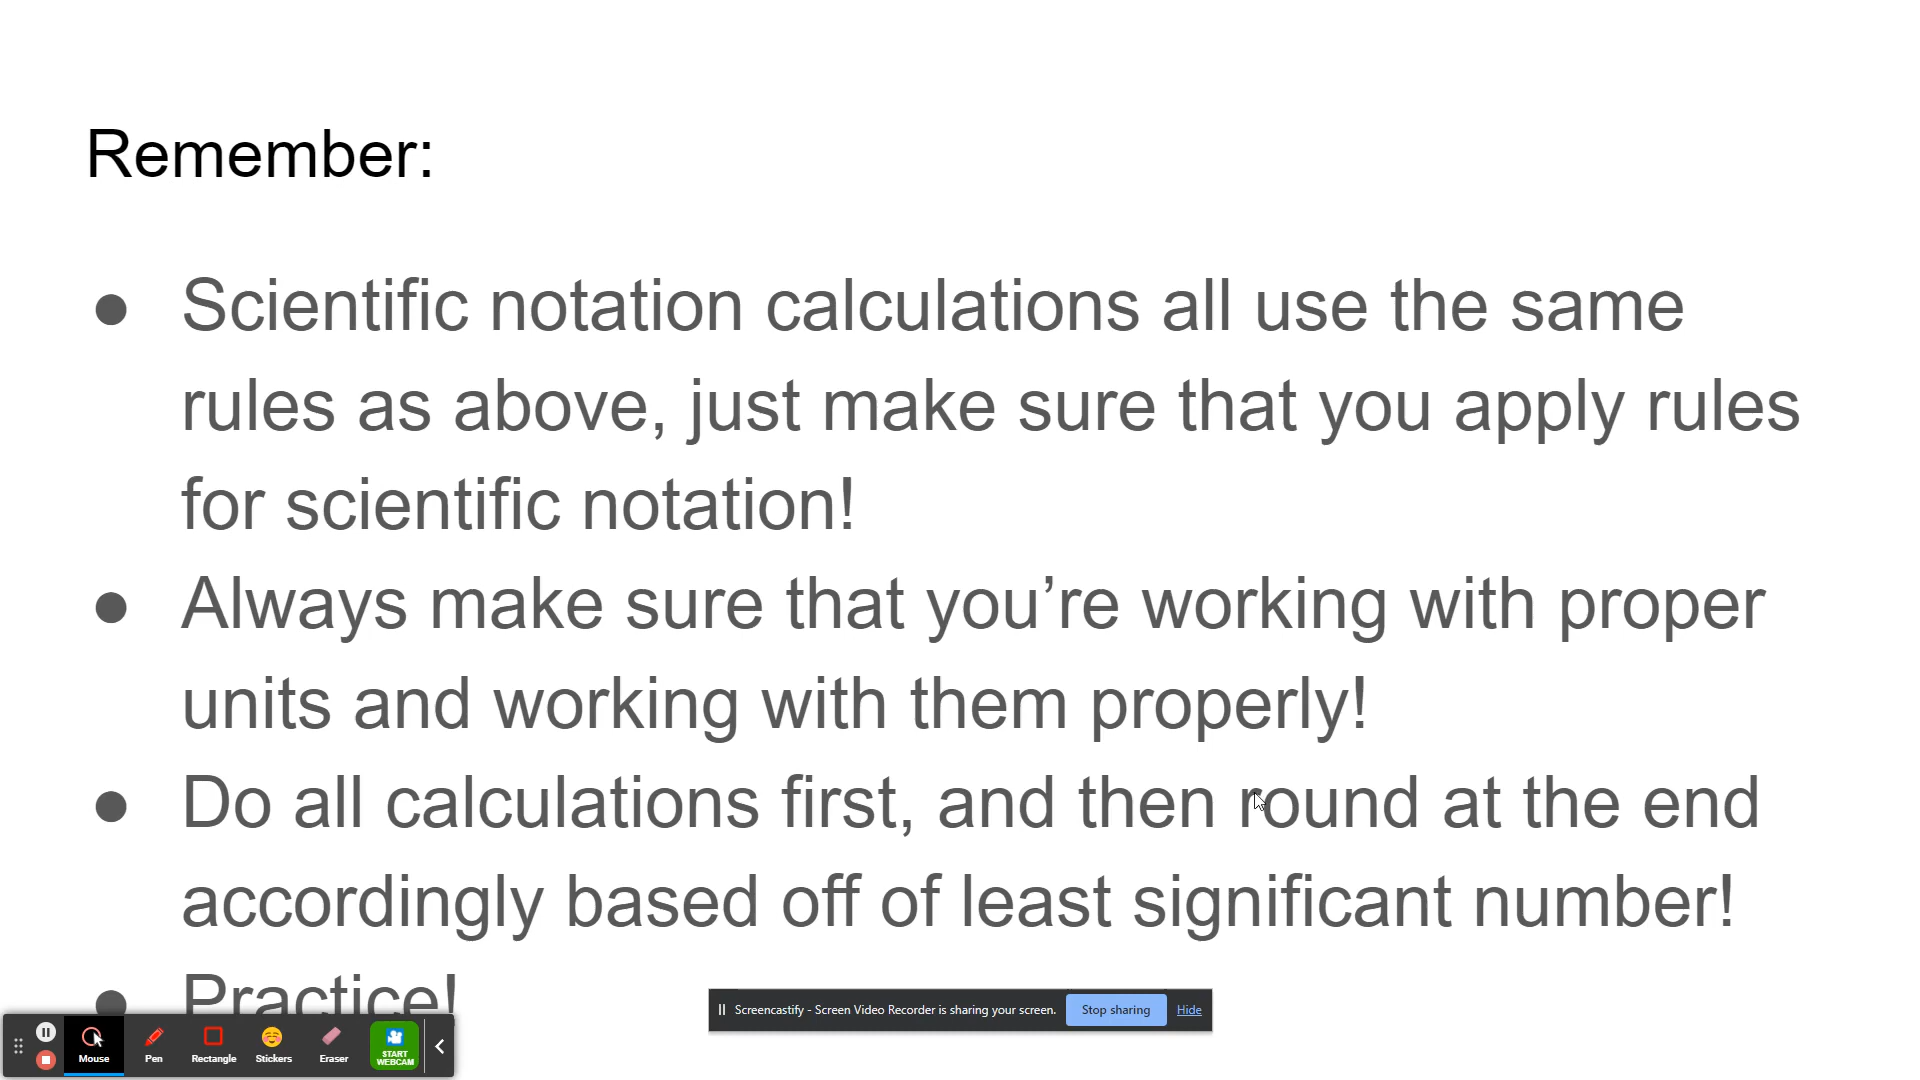 Remember:
● Scientific notation calculations all use the same
rules as above, just make sure that you apply rules
for scientific notation!
● Always make sure that you’re working with proper
units and working with them properly!
● Do all calculations first, and then round at the end
accordingly based off of least significant number!
● Practice!
Screencastify - Screen Video Recorder is sharing your screen. Stop sharing Hide
Mouse Pen Rectangle Stickers Eraser START WEBCAM